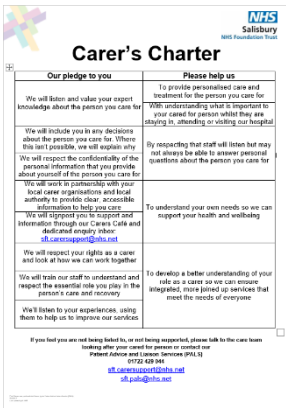 NHS
Salisbury
NHS Foundation Trust
Carer's Charter
Our pledge to you
Please help us
We will listen and value your expert
knowledge about the person you care for
To provide personalised care and
treatment for the person you care for
With understanding what is important to
your cared for person whilst they are
staying in, attending or visiting our hospital
We will include you in any decisions
about the person you care for. Where
this isn't possible, we will explain why
We will respect the confidentiality of the
personal information that you provide
about yourself of the person you care for
By respecting that staff will listen but may
not always be able to answer personal
questions about the person you care for
We will work in partnership with your
local carer organisations and local
authority to provide clear, accessible
information to help you care
We will signpost you to support and
information through our Carers Café and
dedicated enquiry inbox:
sft.carersupport@nhs.net
To understand your own needs so we can
support your health and wellbeing
We will respect your rights as a carer
and look at how we can work together
We will train our staff to understand and
respect the essential role you play in the
person's care and recovery
We'll listen to your experiences, using
them to help us to improve our services
To develop a better understanding of your
role as a carer so we can ensure
integrated, more joined up services that
meet the needs of everyone
If you feel you are not being listed to, or not being supported, please talk to the care team
looking after your cared for person or contact our
Patient Advice and Liaison Services (PALS)
01722 429 044
sft.carersupport@nhs.net
sft.pals@nhs.net